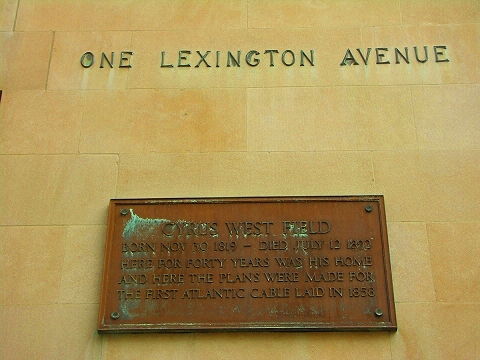 ONE LEXINGTON AVENUE
CYRUS WEST FIELD
BORN NOV 30 1819 - DIED JULY 12 1892
HERE FOR FORTY YEARS WAS HIS HOME
AND HERE THE PLANS WERE MADE FOR
THE FIRST ATLANTIC CABLE LAID IN 1858